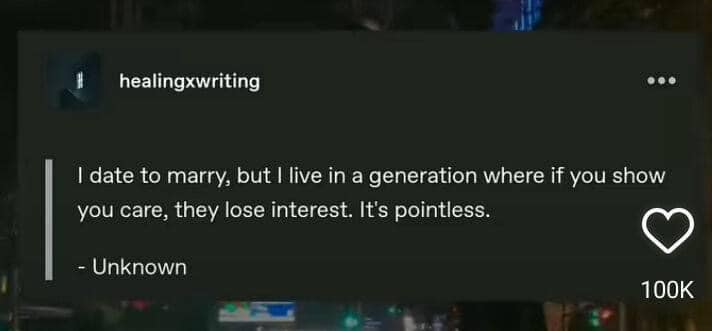 healingxwriting
I date to marry, but I live in a generation where if you show
you care, they lose interest. It's pointless.
- Unknown
100K